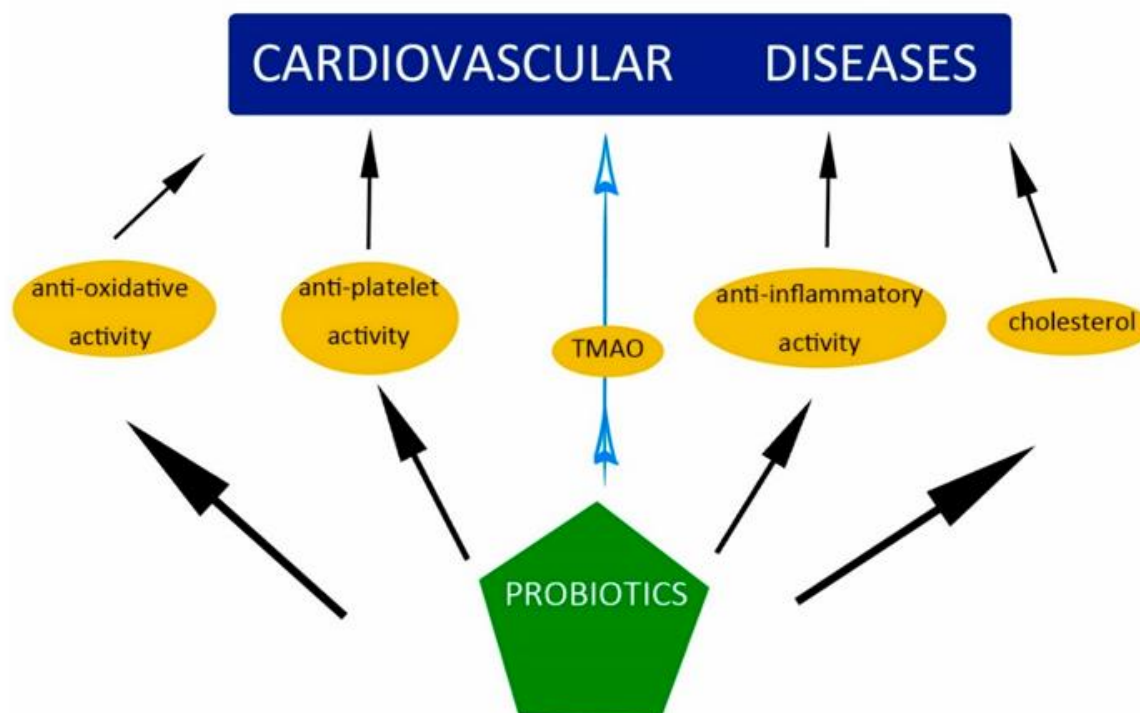 CARDIOVASCULAR DISEASES
anti-oxidative
activity
anti-platelet
activity
TMAO
anti-inflammatory
activity
cholesterol
PROBIOTICS